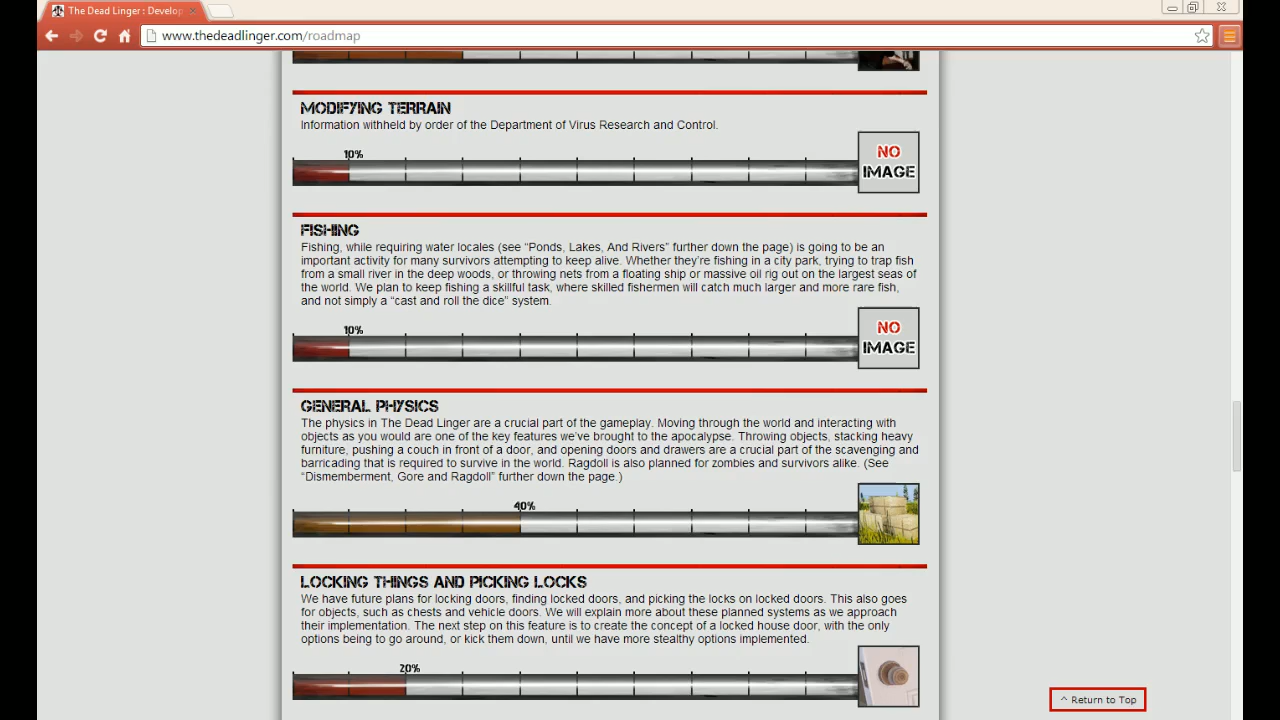 The Dead Linger : Develop
www.thedeadlinger.com/roadmap
MODIFYING TERRAIN
Information withheld by order of the Department of Virus Research and Control.
10%
NO
IMAGE
FISHING
Fishing, while requiring water locales (see “Ponds, Lakes, And Rivers” further down the page) is going to be an
important activity for many survivors attempting to keep alive. Whether they’re fishing in a city park, trying to trap fish
from a small river in the deep woods, or throwing nets from a floating ship or massive oil rig out on the largest seas of
the world. We plan to keep fishing a skillful task, where skilled fishermen will catch much larger and more rare fish,
and not simply a “cast and roll the dice” system.
10%
NO
IMAGE
GENERAL PHYSICS
The physics in The Dead Linger are a crucial part of the gameplay. Moving through the world and interacting with
objects as you would are one of the key features we’ve brought to the apocalypse. Throwing objects, stacking heavy
furniture, pushing a couch in front of a door, and opening doors and drawers are a crucial part of the scavenging and
barricading that is required to survive in the world. Ragdoll is also planned for zombies and survivors alike. (See
“Dismemberment, Gore and Ragdoll” further down the page.)
40%
LOCKING THINGS AND PICKING LOCKS
We have future plans for locking doors, finding locked doors, and picking the locks on locked doors. This also goes
for objects, such as chests and vehicle doors. We will explain more about these planned systems as we approach
their implementation. The next step on this feature is to create the concept of a locked house door, with the only
options being to go around, or kick them down, until we have more stealthy options implemented.
20%
^ Return to Top